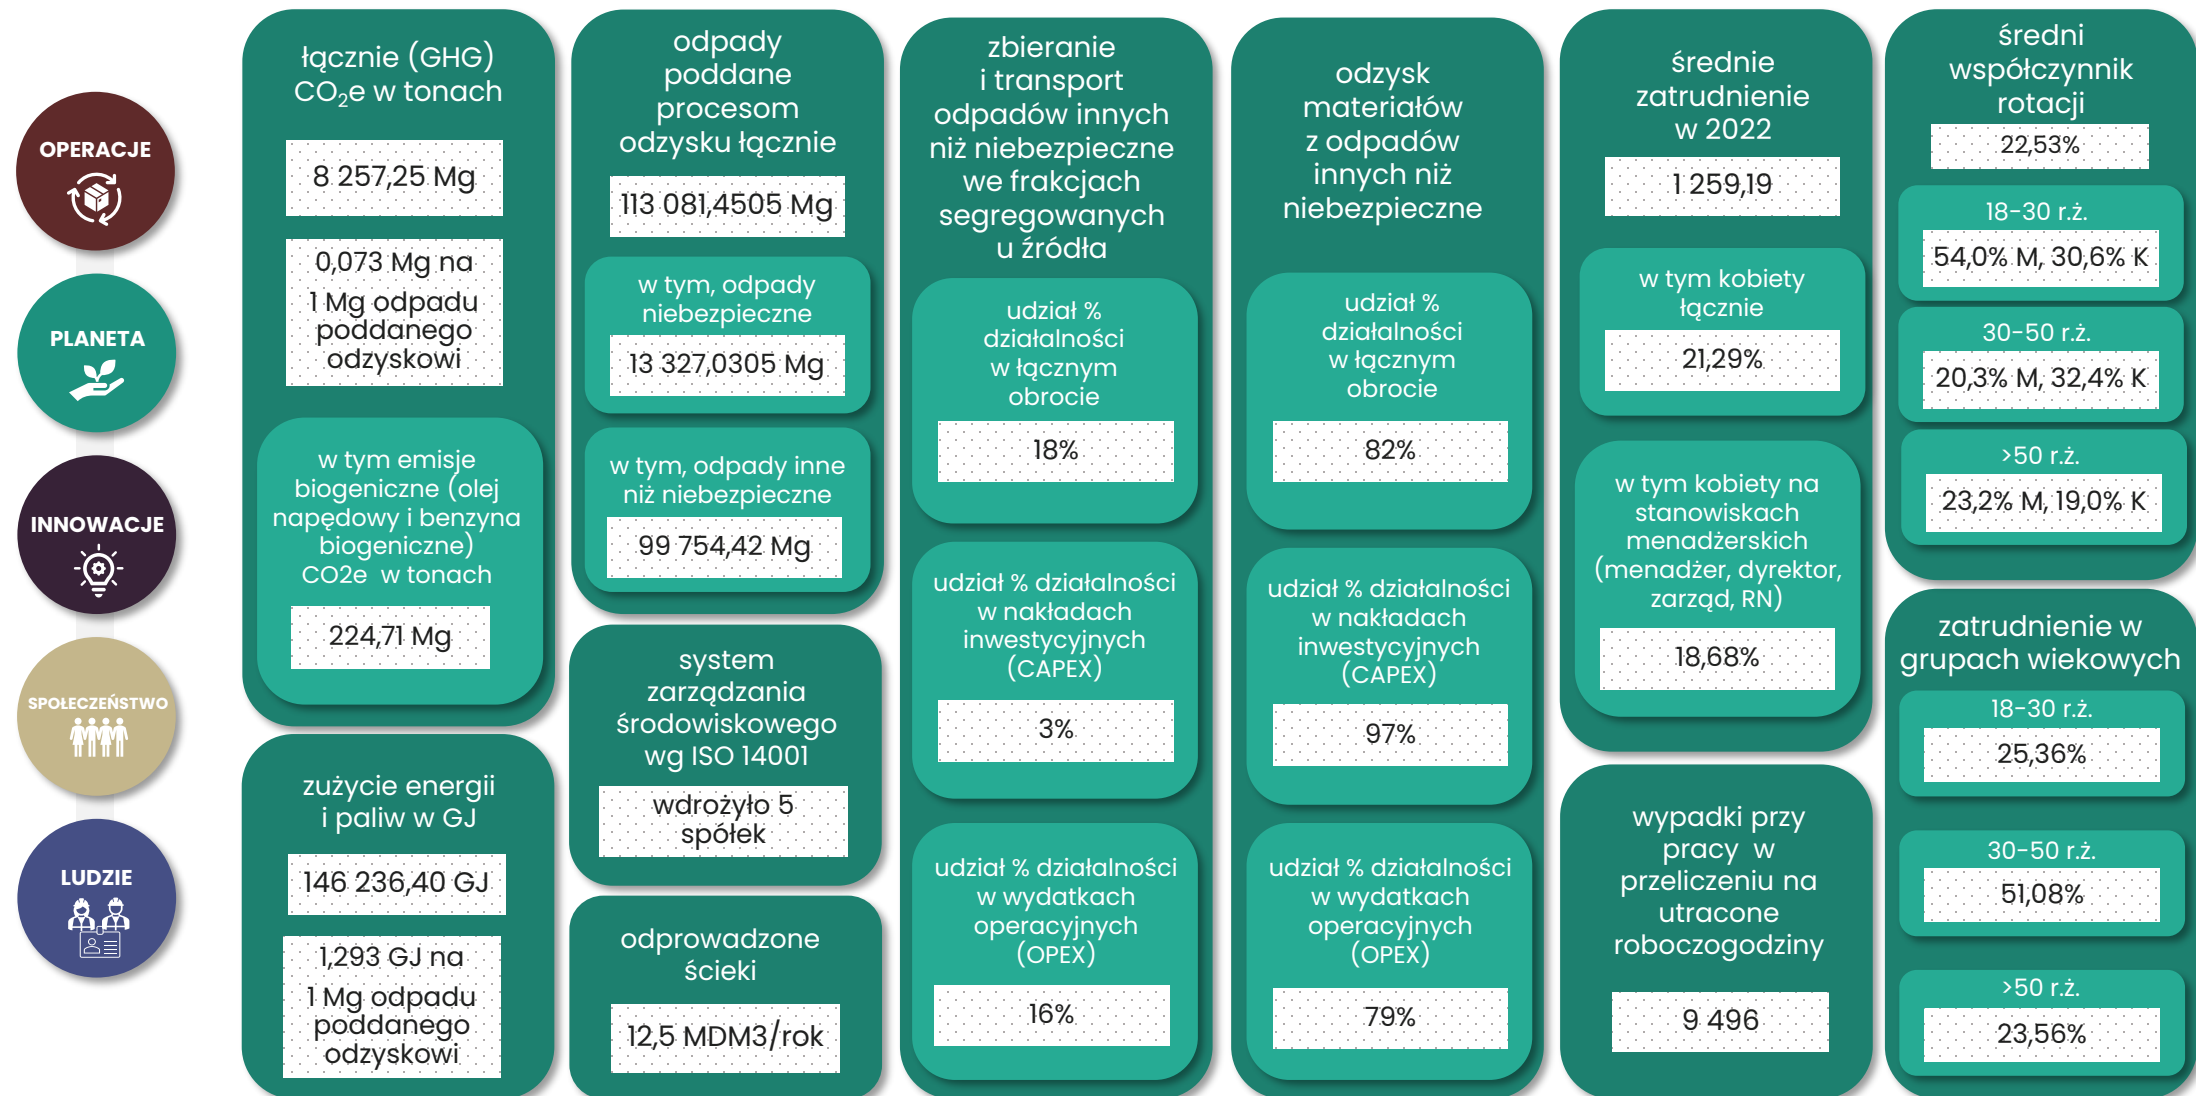 OPERACJE
PLANETA
INNOWACJE
SPOŁECZEŃSTWO
LUDZIE
łącznie (GHG)
CO₂e w tonach
8 257,25 Mg
0,073 Mg na
1 Mg odpadu
poddanego
odzyskowi
w tym emisje
biogeniczne (olej
napędowy i benzyna
biogeniczne)
CO2e w tonach
224,71 Mg
zużycie energii
i paliw w GJ
146 236,40 GJ
1,293 GJ na
1 Mg odpadu
poddanego
odzyskowi
odpady
poddane
procesom
odzysku łącznie
113 081,4505 Mg
w tym, odpady
niebezpieczne
13 327,0305 Mg
w tym, odpady inne
niż niebezpieczne
99 754,42 Mg
system
zarządzania
środowiskowego
wg ISO 14001
wdrożyło 5
spółek
odprowadzone
ścieki
12,5 MDM3/rok
zbieranie
i transport
odpadów innych
niż niebezpieczne
we frakcjach
segregowanych
u źródła
udział %
działalności
w łącznym
obrocie
18%
udział % działalności
w nakładach
inwestycyjnych
(CAPEX)
3%
udział % działalności
w wydatkach
operacyjnych
(OPEX)
16%
odzysk
materiałów
z odpadów
innych niż
niebezpieczne
udział %
działalności
w łącznym
obrocie
82%
udział % działalności
w nakładach
inwestycyjnych
(CAPEX)
97%
udział % działalności
w wydatkach
operacyjnych
(OPEX)
79%
średnie
zatrudnienie
w 2022
1 259,19
w tym kobiety
łącznie
21,29%
w tym kobiety na
stanowiskach
menadżerskich
(menadżer, dyrektor,
zarząd, RN)
18,68%
wypadki przy
pracy w
przeliczeniu na
utracone
roboczogodziny
9 496
średni
współczynnik
rotacji
22,53%
18-30 r.ż.
54,0% M, 30,6% K
30-50 r.ż.
20,3% M, 32,4% K
>50 r.ż.
23,2% M, 19,0% K
zatrudnienie w
grupach wiekowych
18-30 r.ż.
25,36%
30-50 r.ż.
51,08%
>50 r.ż.
23,56%